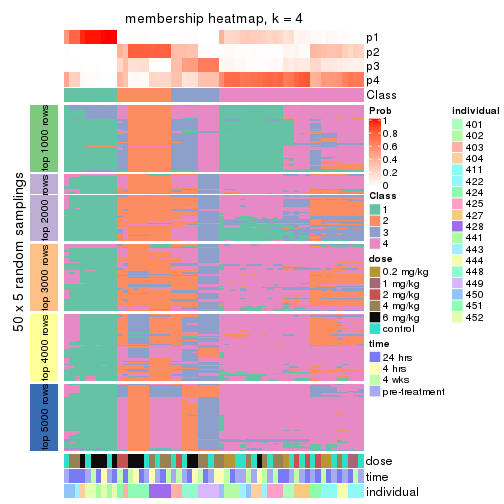 membership heatmap, k = 4
p1
p2
p3
p4
Class
50 x 5 random samplings
top 1000 rows
top 2000 rows
top 3000 rows
top 4000 rows
top 5000 rows
dose
time
individual
Prob
1
0.8
0.6
0.4
0.2
0
Class
1
2
3
4
dose
0.2 mg/kg
1 mg/kg
2 mg/kg
4 mg/kg
6 mg/kg
control
time
24 hrs
4 hrs
4 wks
pre-treatment
individual
401
402
403
404
411
422
424
425
427
428
441
443
444
448
449
450
451
452